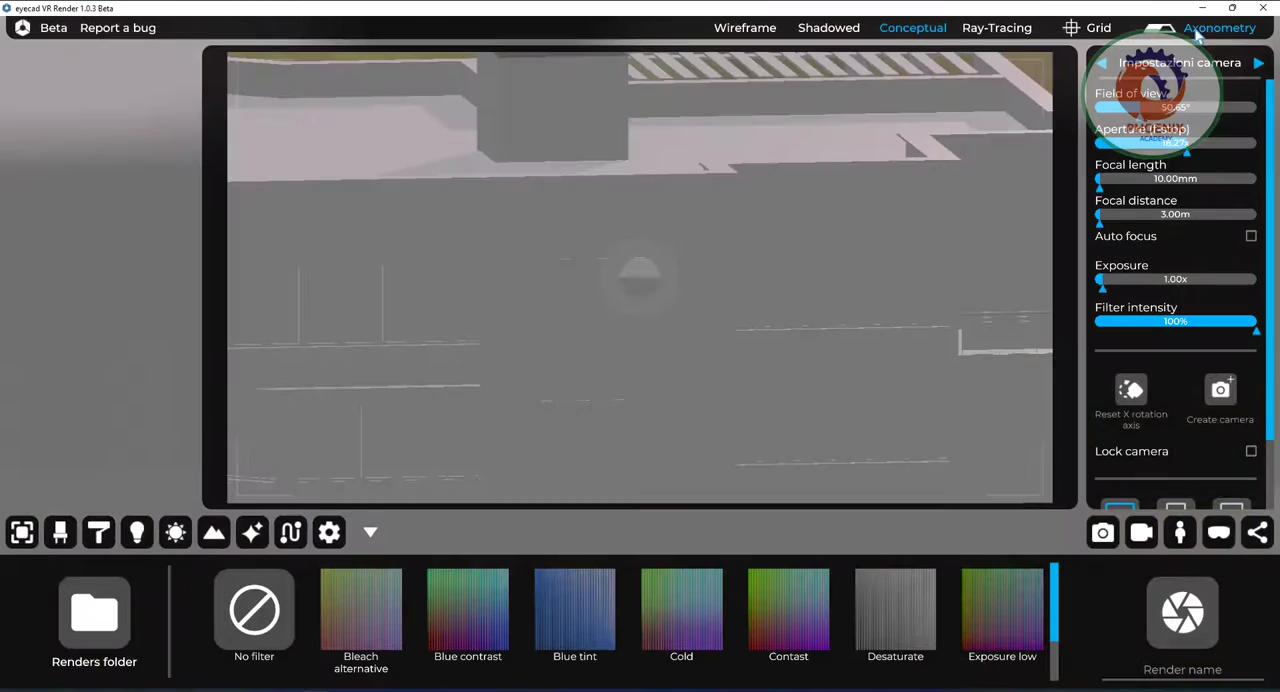 eyecad VR Render 1.0.3 Beta
Beta Report a bug Wireframe Shadowed Conceptual Ray-Tracing Grid Axonometry
Impostazioni camera
Field of view
50.65°
Aperture (f-stop)
ACADEMY
Focal length
10.00mm
Focal distance
3.00m
Auto focus
Exposure
1.00x
Filter intensity
100%
Reset X rotation
axis
Create camera
Lock camera
Renders folder
No filter
Bleach
alternative
Blue contrast
Blue tint
Cold
Contast
Desaturate
Exposure low
Render name